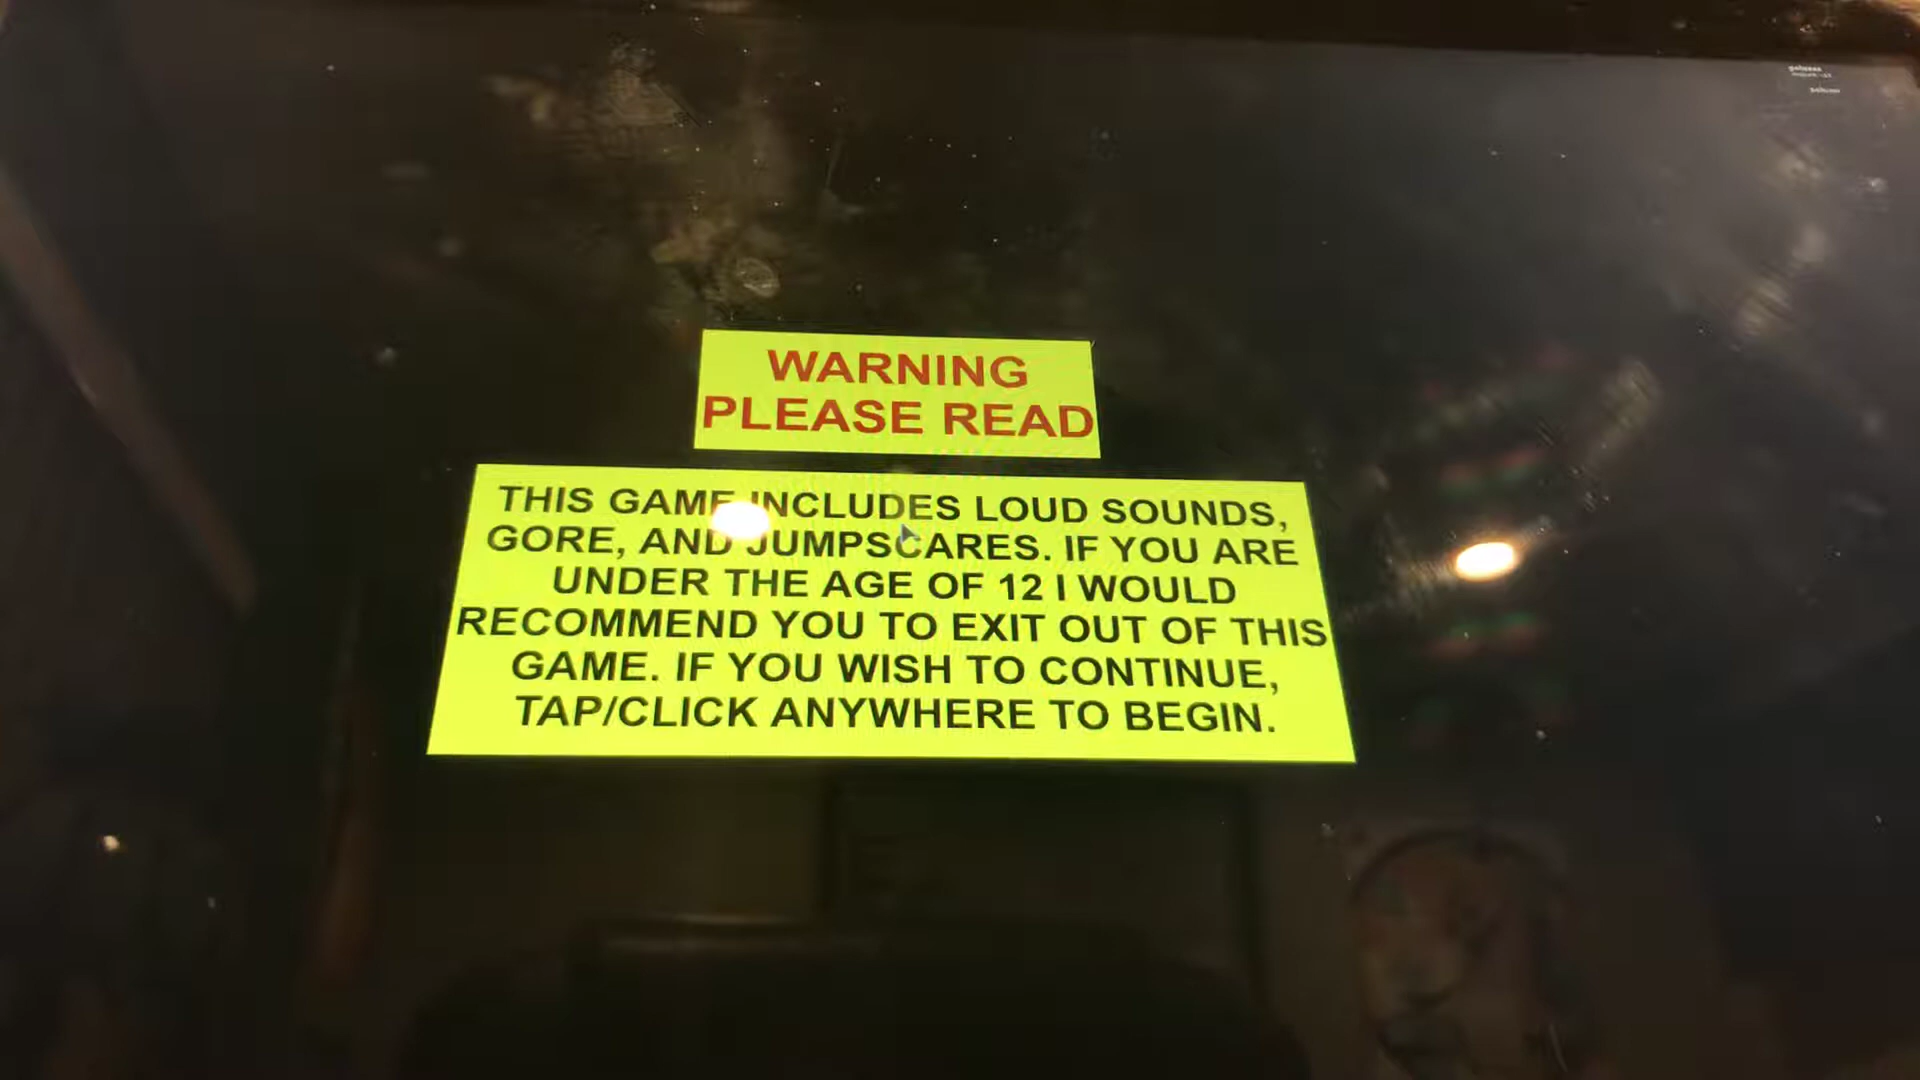 WARNING
PLEASE READ
THIS GAME INCLUDES LOUD SOUNDS,
GORE, AND JUMPSCARES. IF YOU ARE
UNDER THE AGE OF 12 I WOULD
RECOMMEND YOU TO EXIT OUT OF THIS
GAME. IF YOU WISH TO CONTINUE,
TAP/CLICK ANYWHERE TO BEGIN.